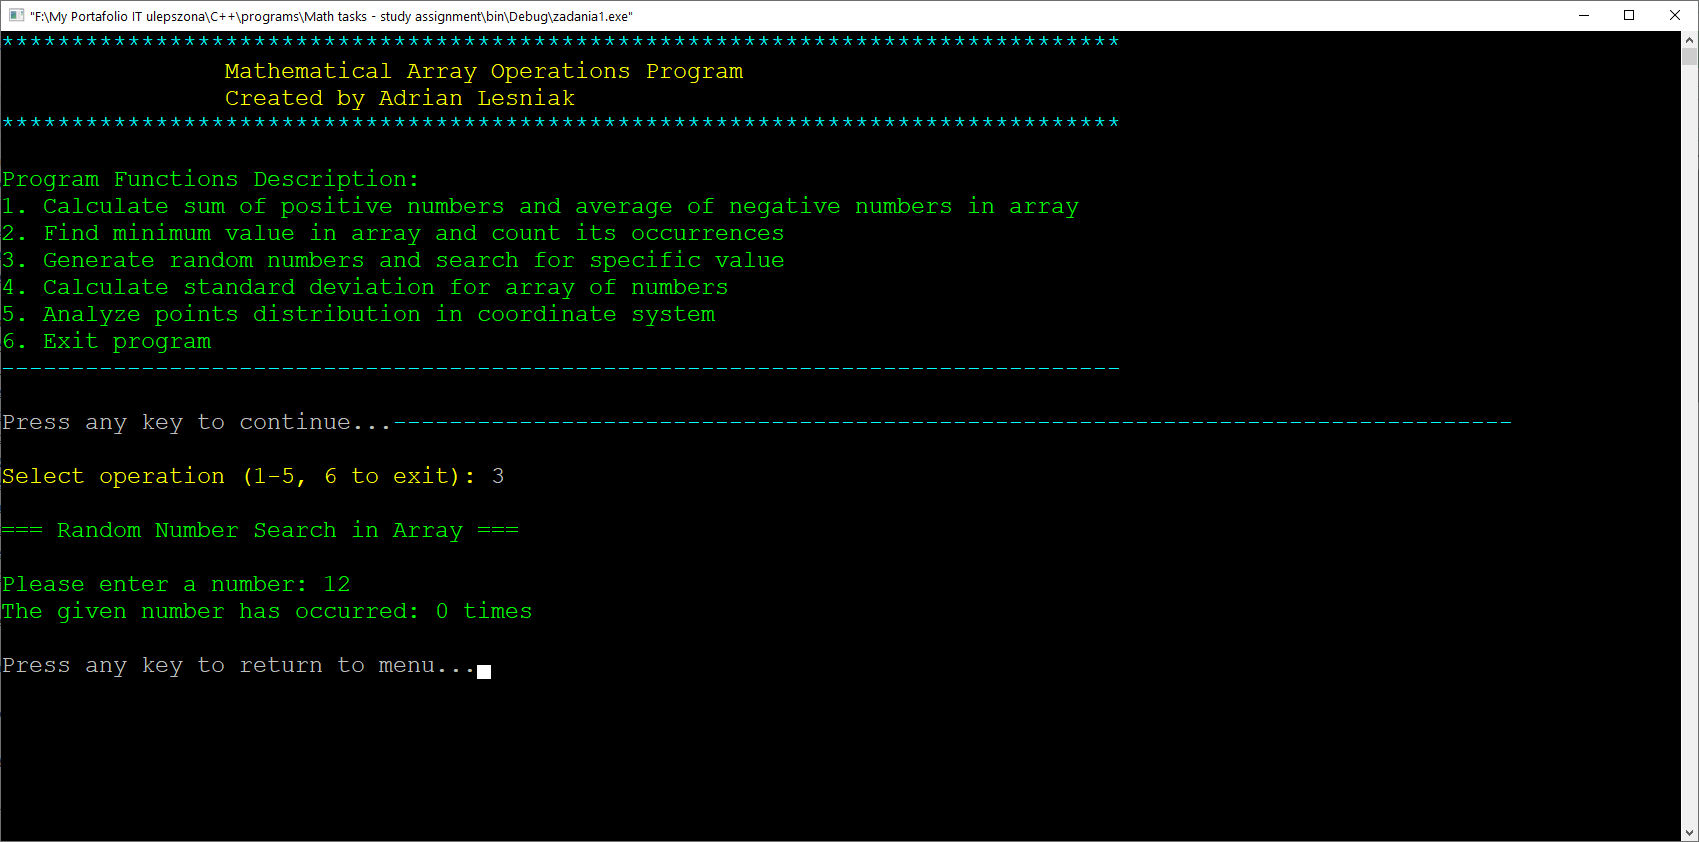 "F:\My Portafolio IT ulepszona\C++\programs\Math tasks - study assignment\bin\Debug\zadania1.exe"
********************************************************************************
Mathematical Array Operations Program
Created by Adrian Lesniak
********************************************************************************
Program Functions Description:
1. Calculate sum of positive numbers and average of negative numbers in array
2. Find minimum value in array and count its occurrences
3. Generate random numbers and search for specific value
4. Calculate standard deviation for array of numbers
5. Analyze points distribution in coordinate system
6. Exit program
--------------------------------------------------------------------------------
Press any key to continue...--------------------------------------------------------------------------------
Select operation (1-5, 6 to exit): 3
=== Random Number Search in Array ===
Please enter a number: 12
The given number has occurred: 0 times
Press any key to return to menu...